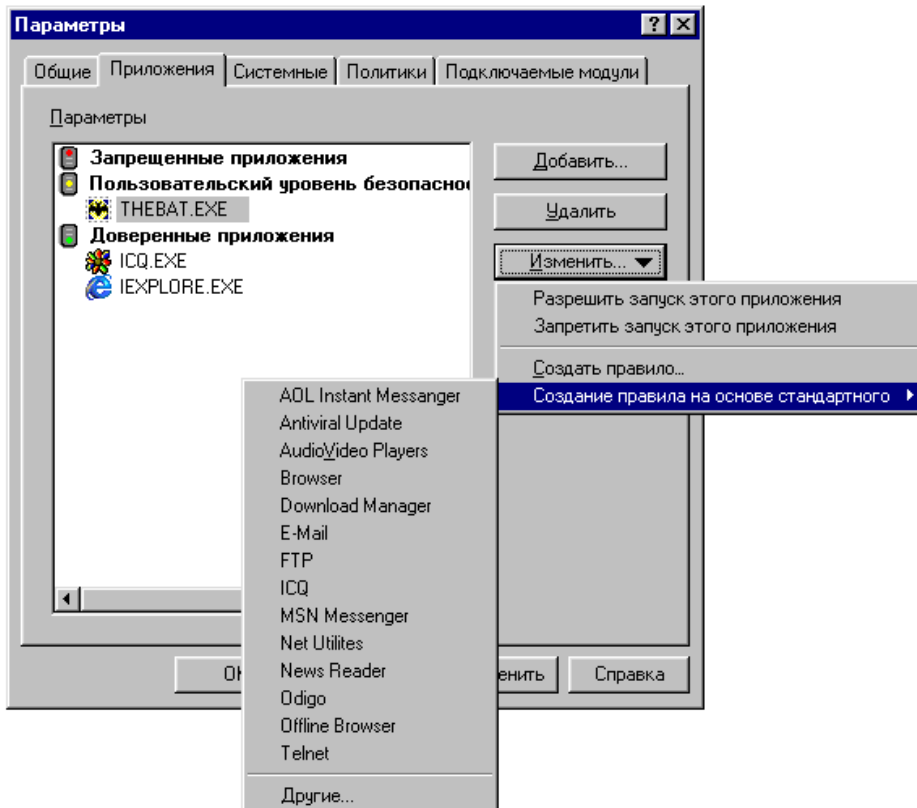 Параметры
Общие Приложения Системные Политики Подключаемые модули
Параметры
Запрещенные приложения
Пользовательский уровень
THEBAT.EXE
Доверенные приложения
ICQ.EXE
IEXPLORE.EXE
Добавить...
Удалить
Изменить...
Разрешить запуск этого приложения
Запретить запуск этого приложения
Создать правило...
Создание правила на основе стандартного
AOL Instant Messanger
Antiviral Update
AudioVideo Players
Browser
Download Manager
E-Mail
FTP
ICQ
MSN Messenger
Net Utilites
News Reader
Odigo
Offline Browser
Telnet
Другие...
Справка